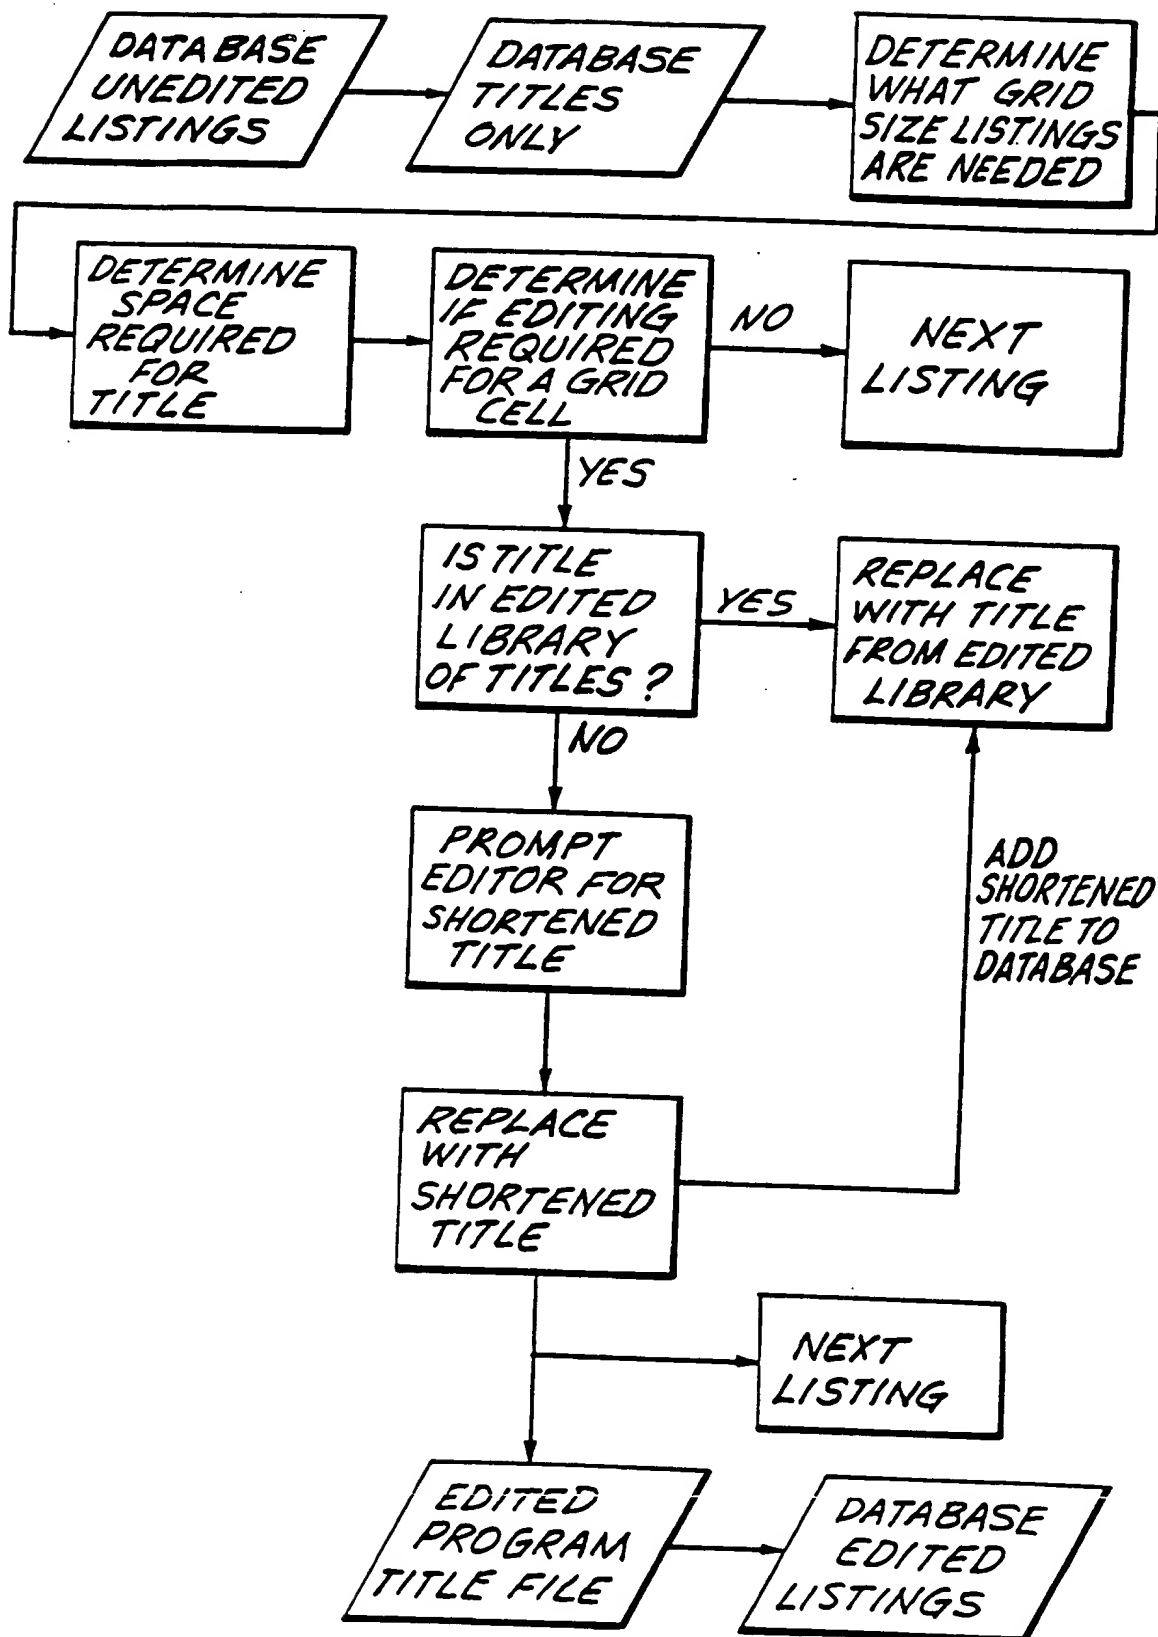 DATABASE
UNEDITED
LISTINGS
DATABASE
TITLES
ONLY
DETERMINE
WHAT GRID
SIZE LISTINGS
ARE NEEDED
DETERMINE
SPACE
REQUIRED
FOR
TITLE
DETERMINE
IF EDITING
REQUIRED
FOR A GRID
CELL
NO
NEXT
LISTING
YES
IS TITLE
IN EDITED
LIBRARY
OF TITLES?
YES
REPLACE
WITH TITLE
FROM EDITED
LIBRARY
NO
PROMPT
EDITOR FOR
SHORTENED
TITLE
ADD
SHORTENED
TITLE TO
DATABASE
REPLACE
WITH
SHORTENED
TITLE
NEXT
LISTING
EDITED
PROGRAM
TITLE FILE
DATABASE
EDITED
LISTINGS